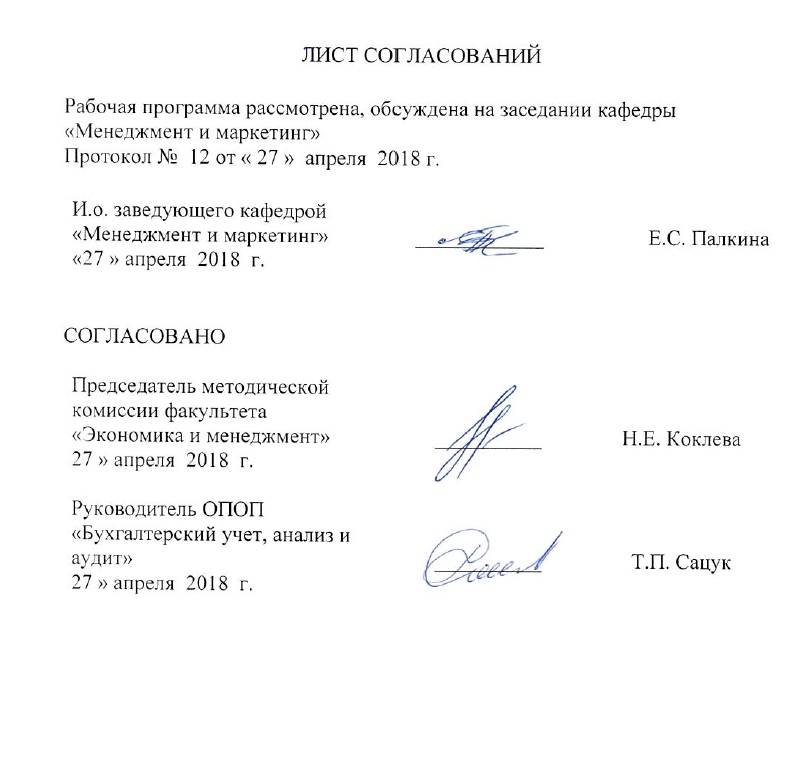 ЛИСТ СОГЛАСОВАНИЙ
Рабочая программа рассмотрена, обсуждена на заседании кафедры
«Менеджмент и маркетинг»
Протокол № 12 от « 27 » апреля 2018 г.
И.о. заведующего кафедрой
«Менеджмент и маркетинг» Е.С. Палкина
«27 » апреля 2018 г.
СОГЛАСОВАНО
Председатель методической
комиссии факультета
«Экономика и менеджмент» Н.Е. Коклева
27 » апреля 2018 г.
Руководитель ОПОП
«Бухгалтерский учет, анализ и
аудит» Т.П. Сацук
27 » апреля 2018 г.